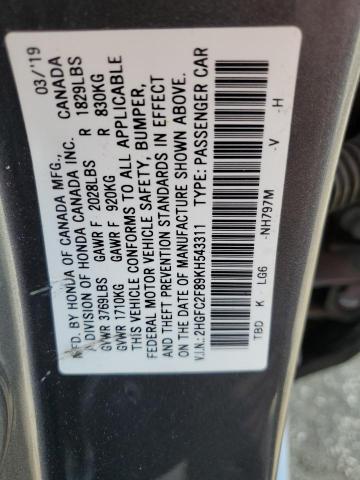 03/'19
MFD. BY HONDA OF CANADA MFG., CANADA
A DIVISION OF HONDA CANADA INC.
GVWR 3769LBS GAWR F 2028LBS R 1829LBS
GVWR 1710KG GAWR F 920KG R 830KG
THIS VEHICLE CONFORMS TO ALL APPLICABLE
FEDERAL MOTOR VEHICLE SAFETY, BUMPER,
AND THEFT PREVENTION STANDARDS IN EFFECT
ON THE DATE OF MANUFACTURE SHOWN ABOVE.
V.I.N.: 2HGFC2F89KH543311 TYPE: PASSENGER CAR
TBD K LG6 -NH797M -V -H